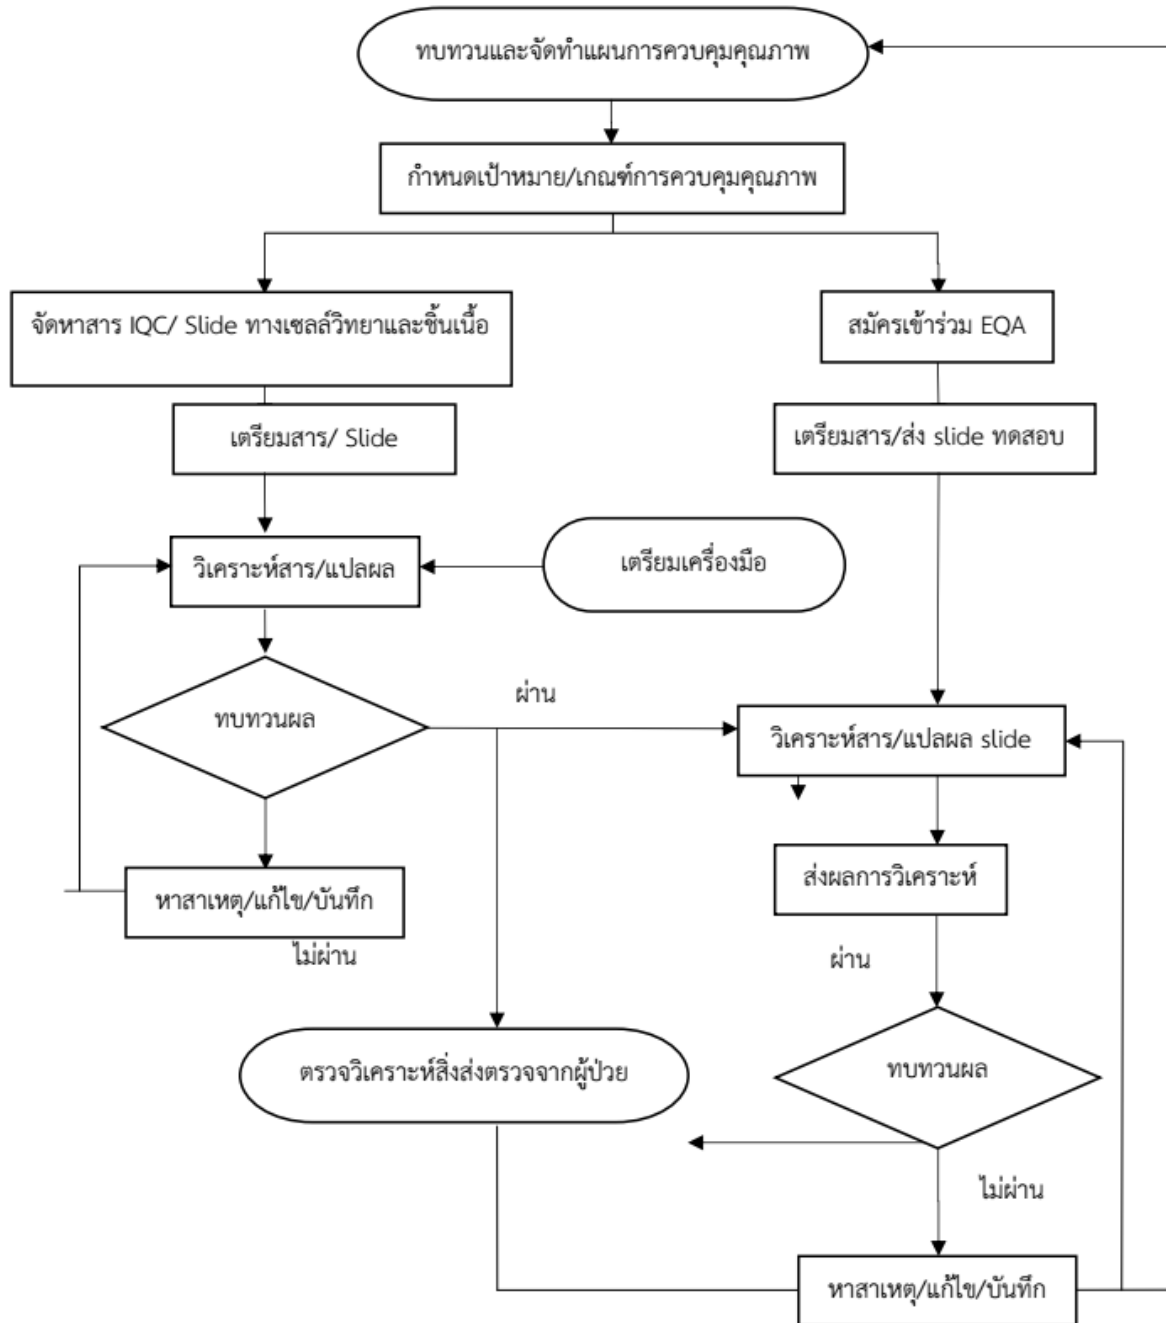 ทบทวนและจัดทำแผนการควบคุมคุณภาพ
กำหนดเป้าหมาย/เกณฑ์การควบคุมคุณภาพ
จัดหาสาร IQC/ Slide ทางเซลล์วิทยาและชิ้นเนื้อ
สมัครเข้าร่วม EQA
เตรียมสาร/ Slide
เตรียมสาร/ส่ง slide ทดสอบ
วิเคราะห์สาร/แปลผล
เตรียมเครื่องมือ
ผ่าน
ทบทวนผล
วิเคราะห์สาร/แปลผล slide
ส่งผลการวิเคราะห์
หาสาเหตุ/แก้ไข/บันทึก
ไม่ผ่าน
ผ่าน
ตรวจวิเคราะห์สิ่งส่งตรวจจากผู้ป่วย
ทบทวนผล
ไม่ผ่าน
หาสาเหตุ/แก้ไข/บันทึก